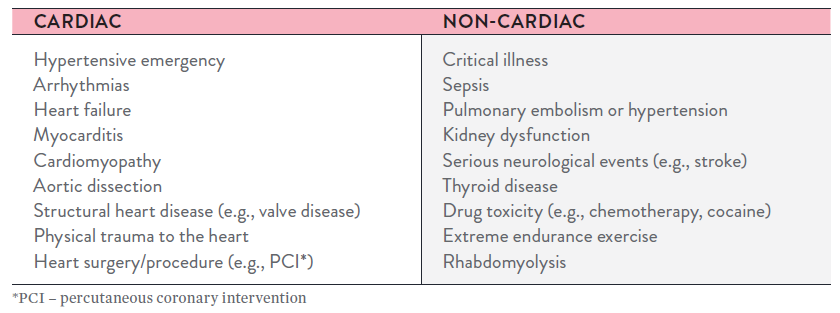 CARDIAC NON-CARDIAC
Hypertensive emergency Critical illness
Arrhythmias Sepsis
Heart failure Pulmonary embolism or hypertension
Myocarditis Kidney dysfunction
Cardiomyopathy Serious neurological events (e.g., stroke)
Aortic dissection Thyroid disease
Structural heart disease (e.g., valve disease) Drug toxicity (e.g., chemotherapy, cocaine)
Physical trauma to the heart Extreme endurance exercise
Heart surgery/procedure (e.g., PCI*) Rhabdomyolysis
*PCI – percutaneous coronary intervention